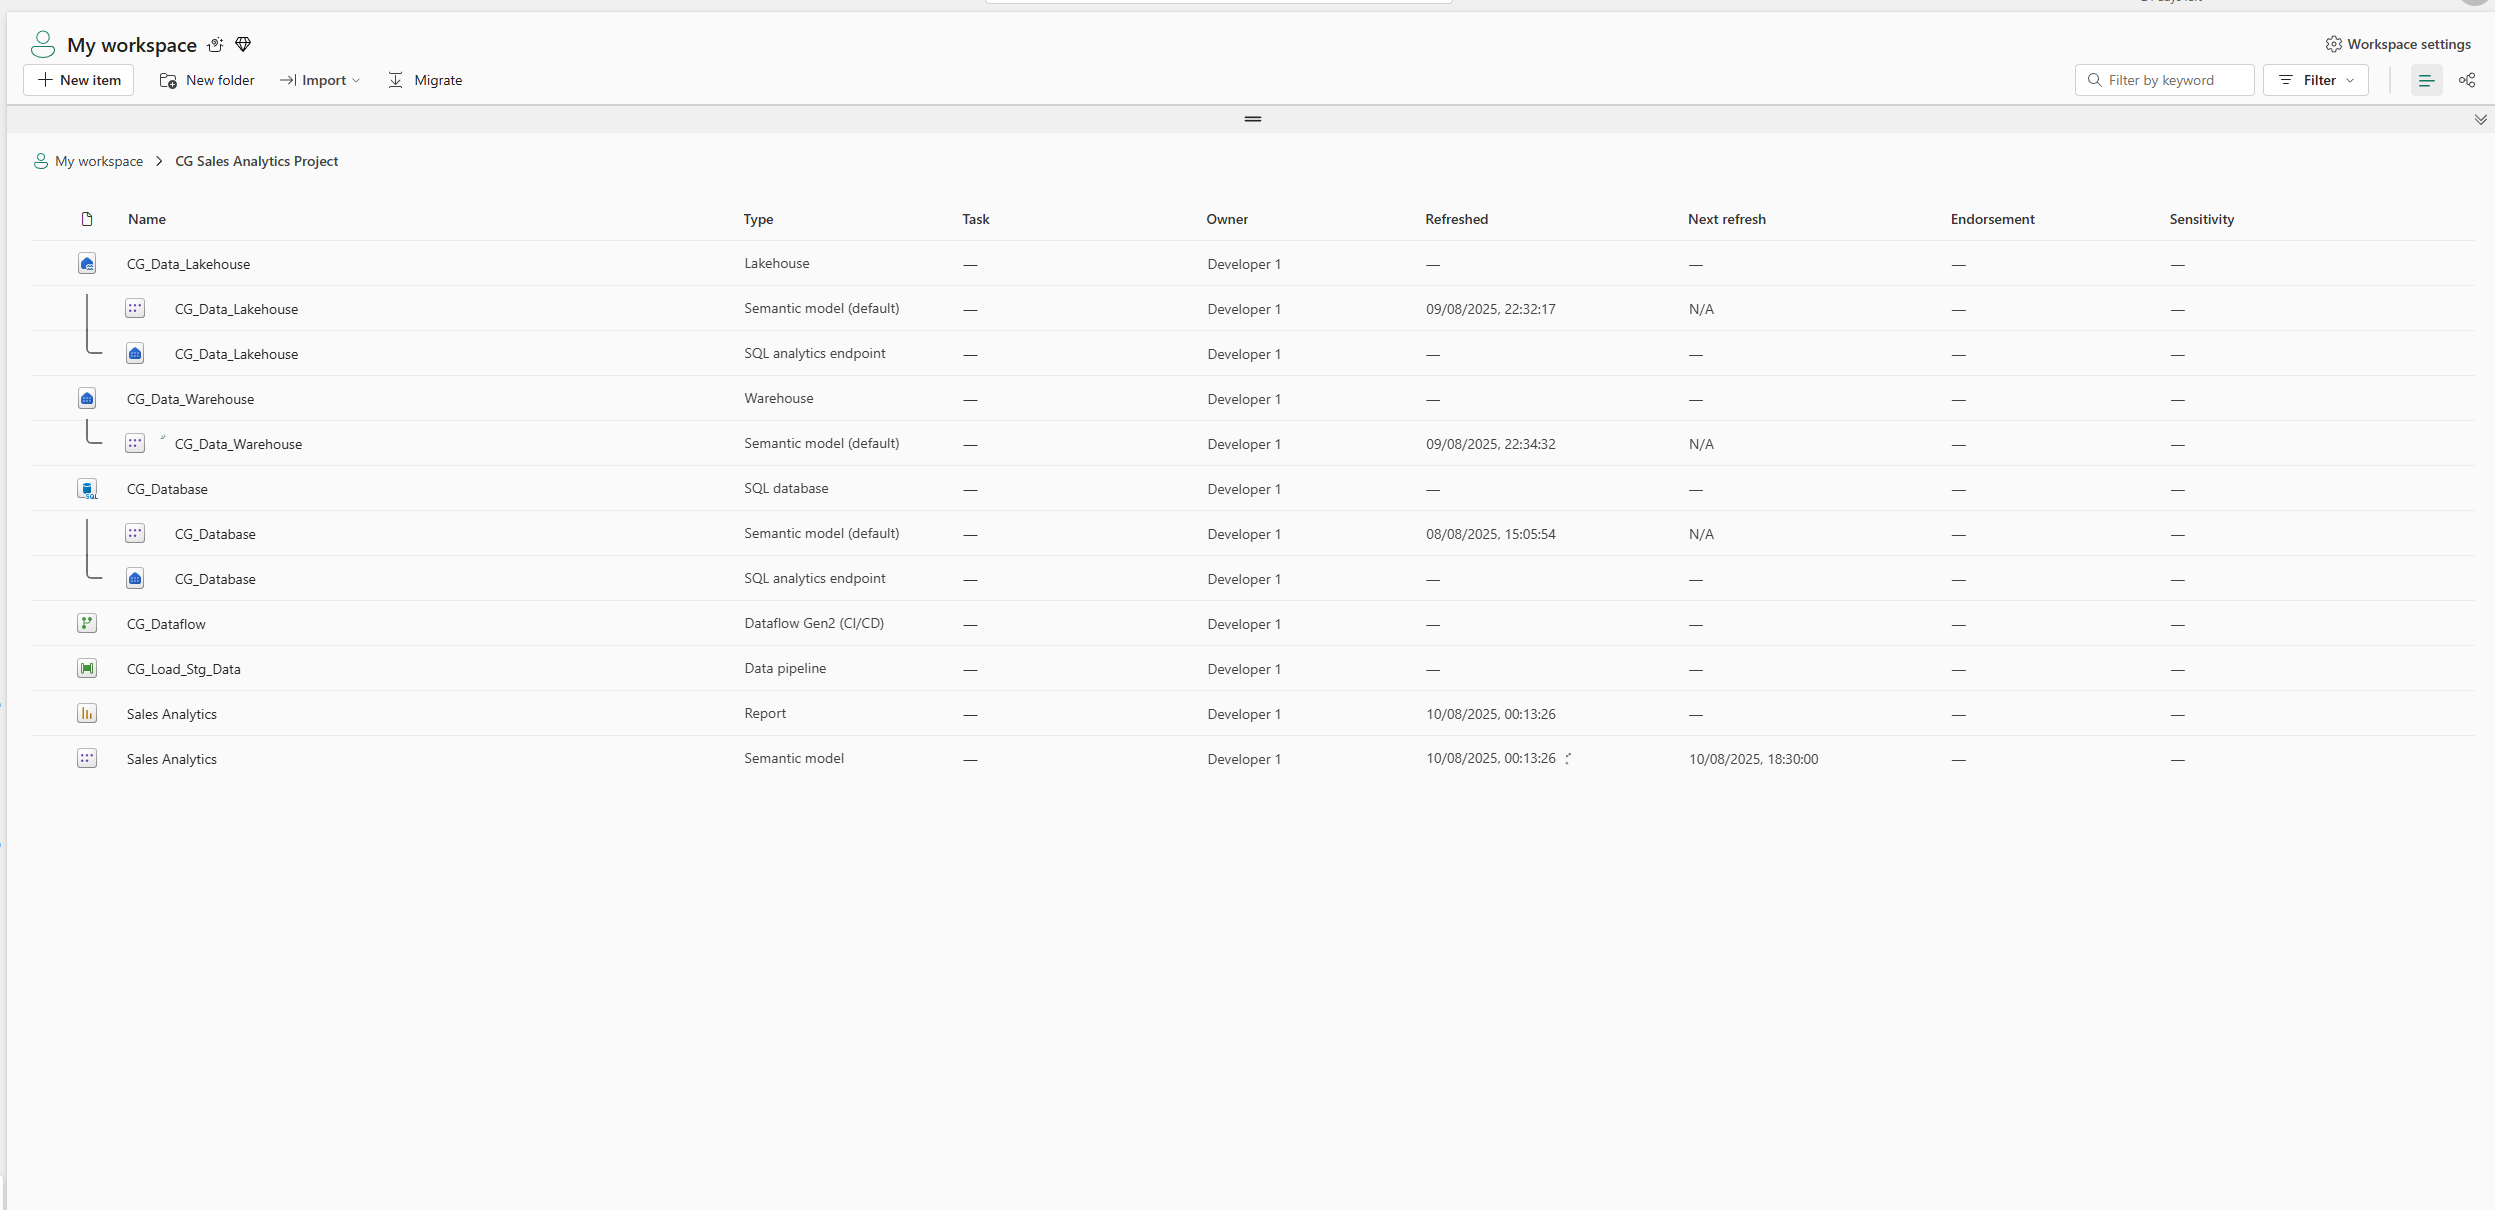 My workspace
Workspace settings
New item New folder Import Migrate Filter by keyword Filter
My workspace > CG Sales Analytics Project
Name Type Task Owner Refreshed Next refresh Endorsement Sensitivity
CG_Data_Lakehouse Lakehouse — Developer 1 — — — —
CG_Data_Lakehouse Semantic model (default) — Developer 1 09/08/2025, 22:32:17 N/A — —
CG_Data_Lakehouse SQL analytics endpoint — Developer 1 — — — —
CG_Data_Warehouse Warehouse — Developer 1 — — — —
CG_Data_Warehouse Semantic model (default) — Developer 1 09/08/2025, 22:34:32 N/A — —
CG_Database SQL database — Developer 1 — — — —
CG_Database Semantic model (default) — Developer 1 08/08/2025, 15:05:54 N/A — —
CG_Database SQL analytics endpoint — Developer 1 — — — —
CG_Dataflow Dataflow Gen2 (CI/CD) — Developer 1 — — — —
CG_Load_Stg_Data Data pipeline — Developer 1 — — — —
Sales Analytics Report — Developer 1 10/08/2025, 00:13:26 — — —
Sales Analytics Semantic model — Developer 1 10/08/2025, 00:13:26 10/08/2025, 18:30:00 — —